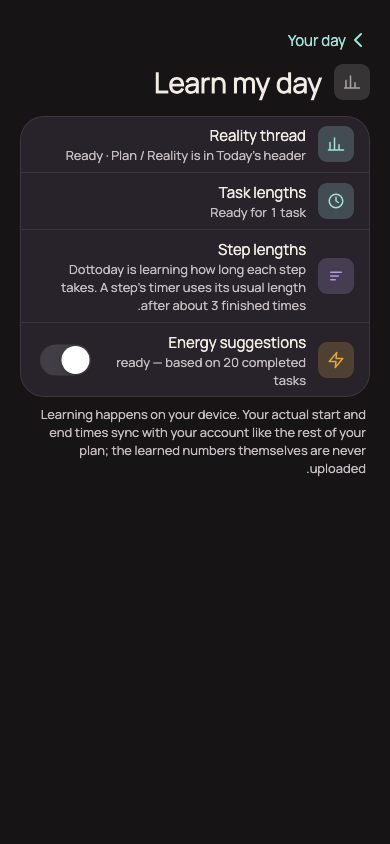 Your day
Learn my day
Reality thread
Ready · Plan / Reality is in Today's header
Task lengths
Ready for 1 task
Step lengths
Dottoday is learning how long each step
takes. A step's timer uses its usual length
.after about 3 finished times
Energy suggestions
ready — based on 20 completed
tasks
Learning happens on your device. Your actual start and
end times sync with your account like the rest of your
plan; the learned numbers themselves are never
.uploaded